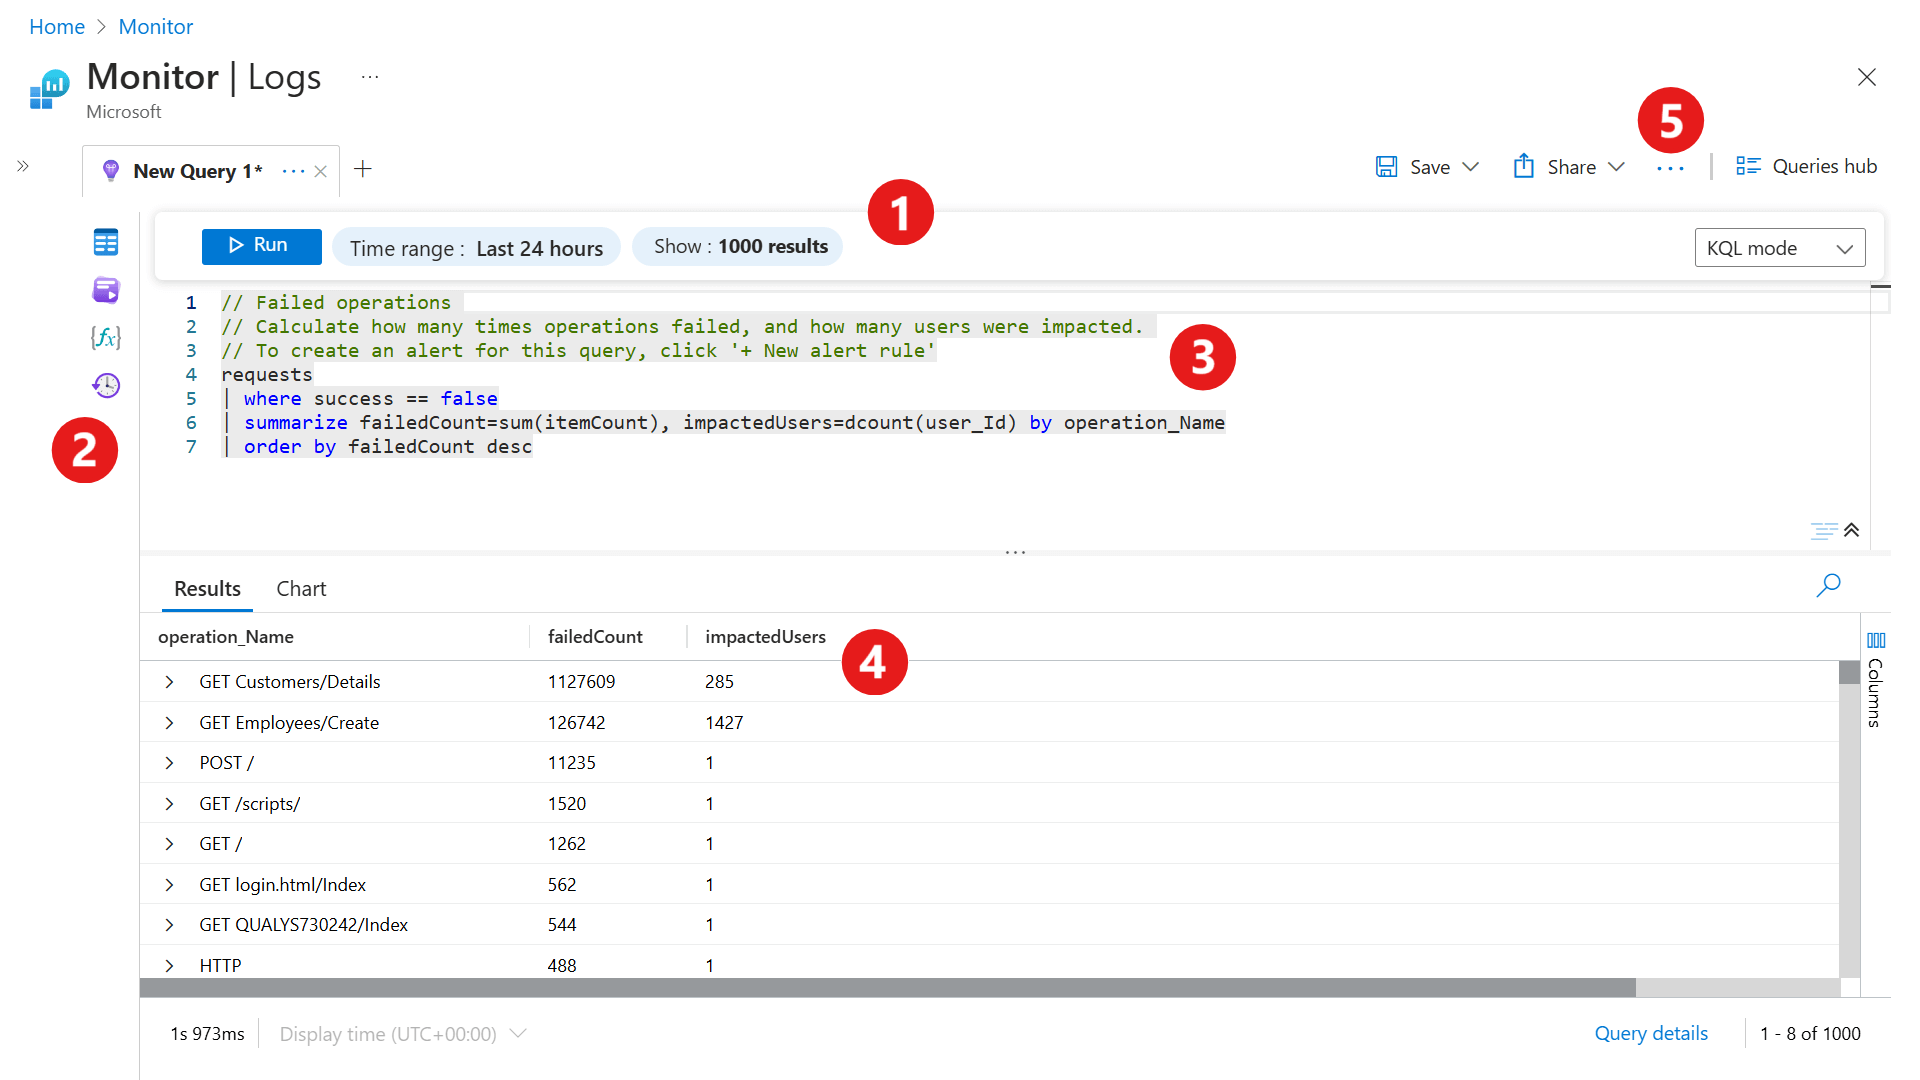 Home > Monitor
Monitor | Logs ...
Microsoft
5
New Query 1* ...
Save
Share
...
Queries hub
1
Run
Time range : Last 24 hours
Show : 1000 results
KQL mode
1 // Failed operations
2 // Calculate how many times operations failed, and how many users were impacted.
3 // To create an alert for this query, click '+ New alert rule'
4 requests
5 | where success == false
6 | summarize failedCount=sum(itemCount), impactedUsers=dcount(user_Id) by operation_Name
7 | order by failedCount desc
{fx}
2
3
Results Chart
operation_Name failedCount impactedUsers
4
Columns
GET Customers/Details 1127609 285
GET Employees/Create 126742 1427
POST / 11235 1
GET /scripts/ 1520 1
GET / 1262 1
GET login.html/Index 562 1
GET QUALYS730242/Index 544 1
HTTP 488 1
1s 973ms Display time (UTC+00:00) Query details 1 - 8 of 1000